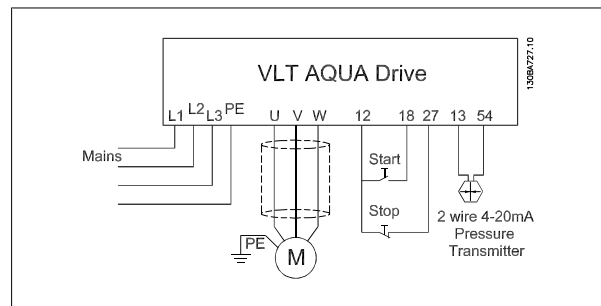 VLT AQUA Drive
130BA727.10
L1 L2 L3 PE U V W 12 18 27 13 54
Mains
Start
Stop
PE
M
2 wire 4-20mA
Pressure
Transmitter